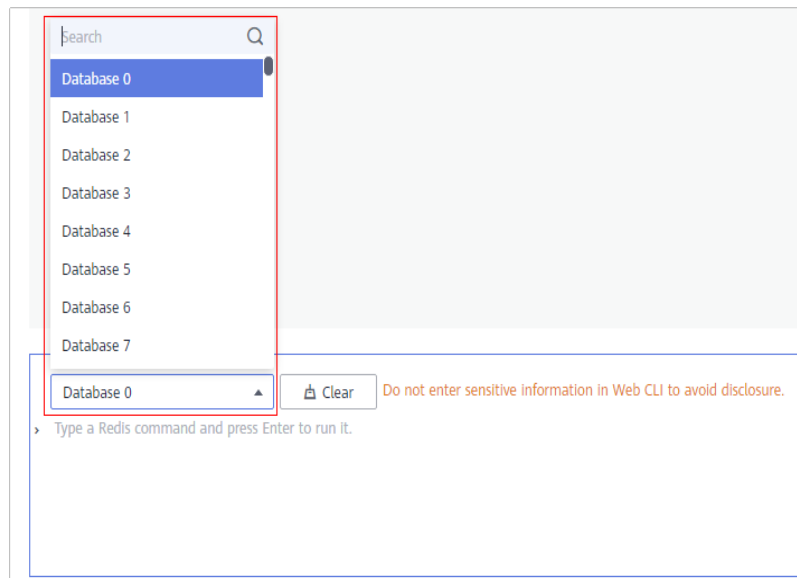 Search
Database 0
Database 1
Database 2
Database 3
Database 4
Database 5
Database 6
Database 7
Database 0 Clear Do not enter sensitive information in Web CLI to avoid disclosure.
› Type a Redis command and press Enter to run it.